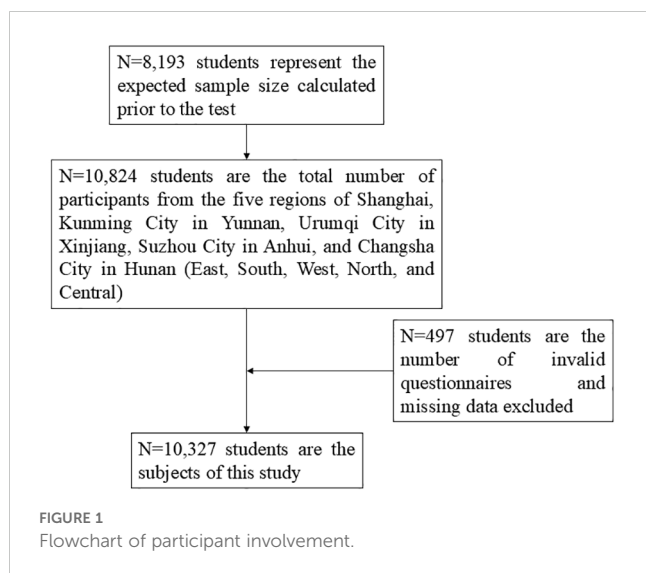 N=8,193 students represent the
expected sample size calculated
prior to the test
N=10,824 students are the total number of
participants from the five regions of Shanghai,
Kunming City in Yunnan, Urumqi City in
Xinjiang, Suzhou City in Anhui, and Changsha
City in Hunan (East, South, West, North, and
Central)
N=497 students are the
number of invalid
questionnaires and
missing data excluded
N=10,327 students are the
subjects of this study
FIGURE 1
Flowchart of participant involvement.